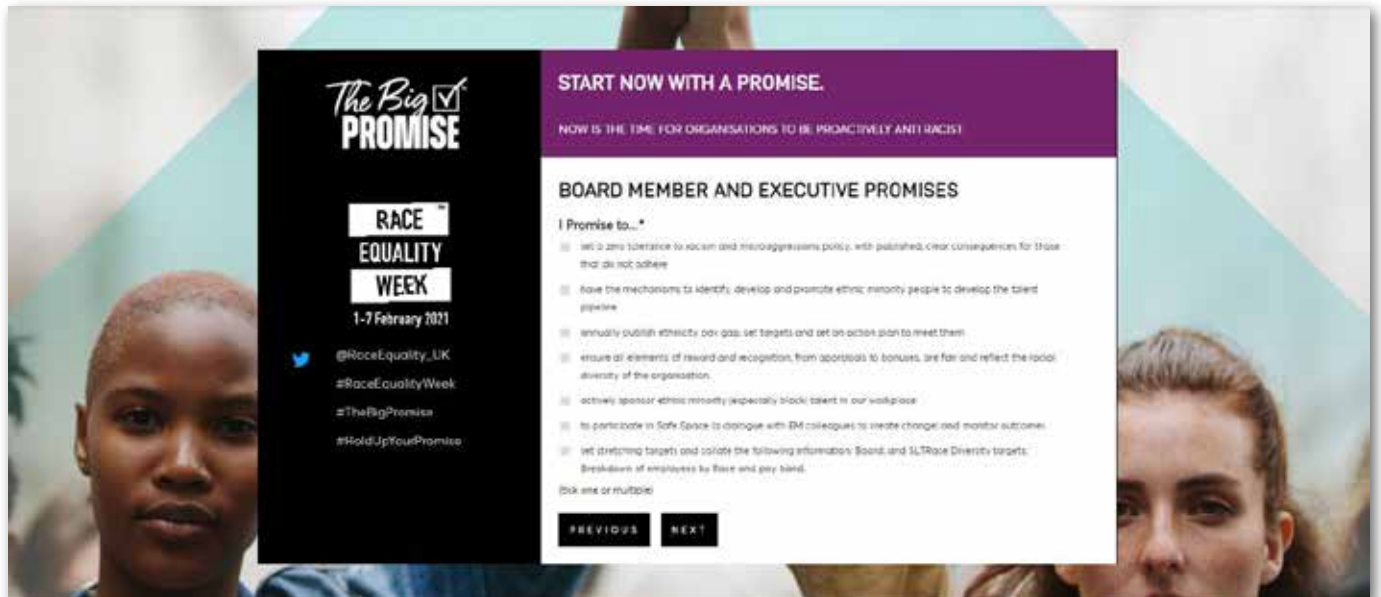 The Big
PROMISE
RACE ™
EQUALITY
WEEK
1-7 February 2021
@RaceEquality_UK
#RaceEqualityWeek
#TheBigPromise
#HoldUpYourPromise
START NOW WITH A PROMISE.
NOW IS THE TIME FOR ORGANISATIONS TO BE PROACTIVELY ANTI RACIST
BOARD MEMBER AND EXECUTIVE PROMISES
I Promise to...*
set a zero tolerance to racism and microaggressions policy, with published, clear consequences for those
that do not adhere
have the mechanisms to identify, develop and promote ethnic minority people to develop the talent
pipeline
annually publish ethnicity pay gap, set targets and set an action plan to meet them
ensure all elements of reward and recognition, from appraisals to bonuses, are fair and reflect the racial
diversity of the organisation.
actively sponsor ethnic minority (especially black) talent in our workplace
to participate in Safe Space to dialogue with EM colleagues to create change and monitor outcomes
set stretching targets and collate the following information: Board, and SLTRace Diversity targets;
Breakdown of employees by Race and pay band.
(tick one or multiple)
PREVIOUS NEXT